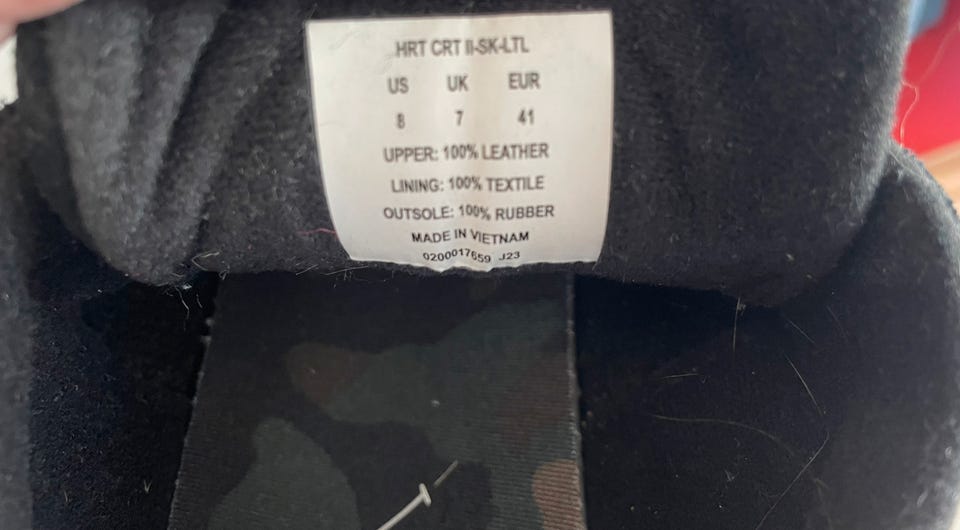 HRT CRT II-SK-LTL
US UK EUR
8 7 41
UPPER: 100% LEATHER
LINING: 100% TEXTILE
OUTSOLE: 100% RUBBER
MADE IN VIETNAM
0200017659 J23